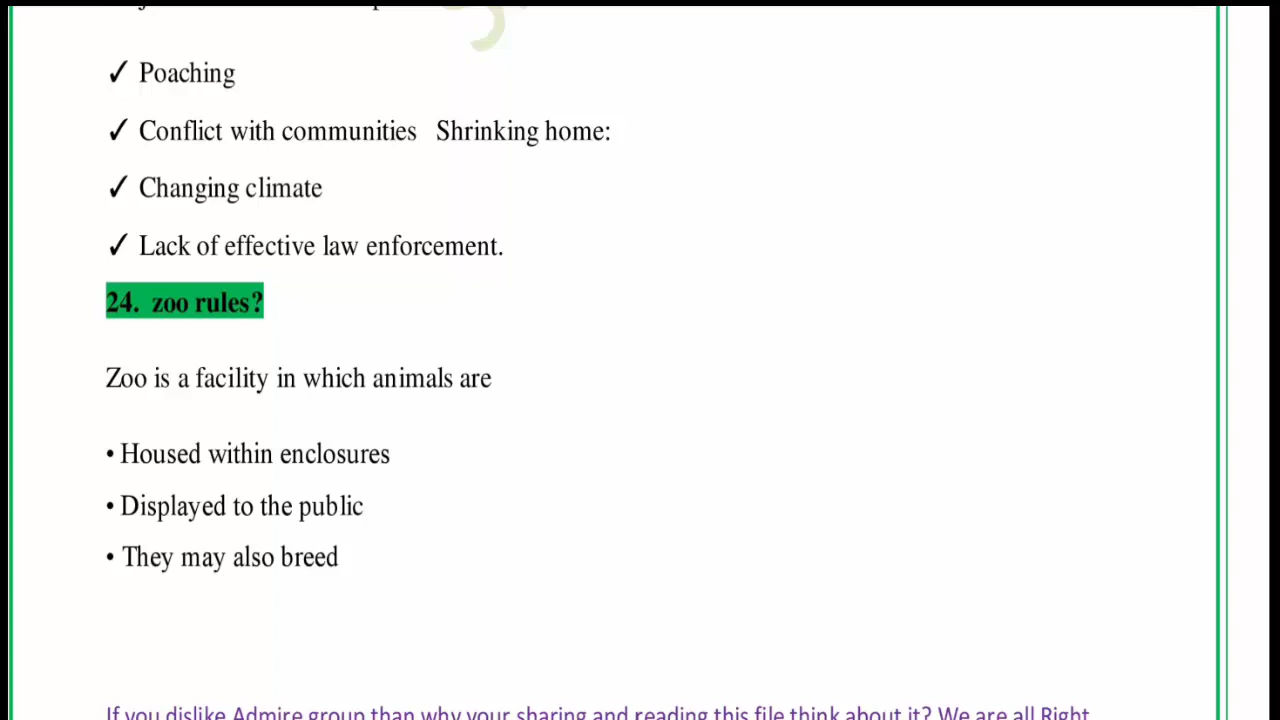 ✓ Poaching
✓ Conflict with communities Shrinking home:
✓ Changing climate
✓ Lack of effective law enforcement.
24. zoo rules?
Zoo is a facility in which animals are
• Housed within enclosures
• Displayed to the public
• They may also breed
If you dislike Admire group than why your sharing and reading this file think about it? We are all Right